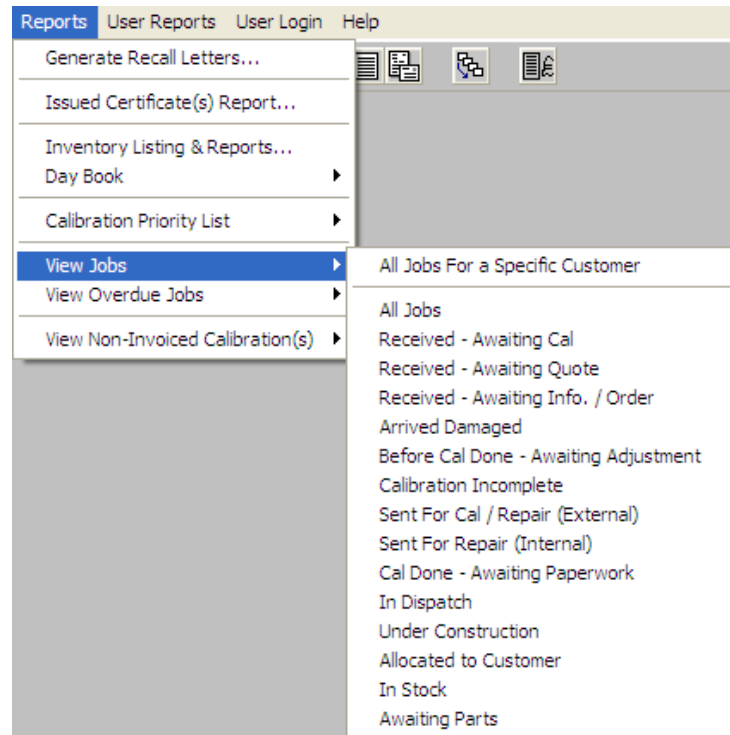 Reports User Reports User Login Help
Generate Recall Letters...
Issued Certificate(s) Report...
Inventory Listing & Reports...
Day Book
Calibration Priority List
View Jobs
View Overdue Jobs
View Non-Invoiced Calibration(s)
All Jobs For a Specific Customer
All Jobs
Received - Awaiting Cal
Received - Awaiting Quote
Received - Awaiting Info. / Order
Arrived Damaged
Before Cal Done - Awaiting Adjustment
Calibration Incomplete
Sent For Cal / Repair (External)
Sent For Repair (Internal)
Cal Done - Awaiting Paperwork
In Dispatch
Under Construction
Allocated to Customer
In Stock
Awaiting Parts